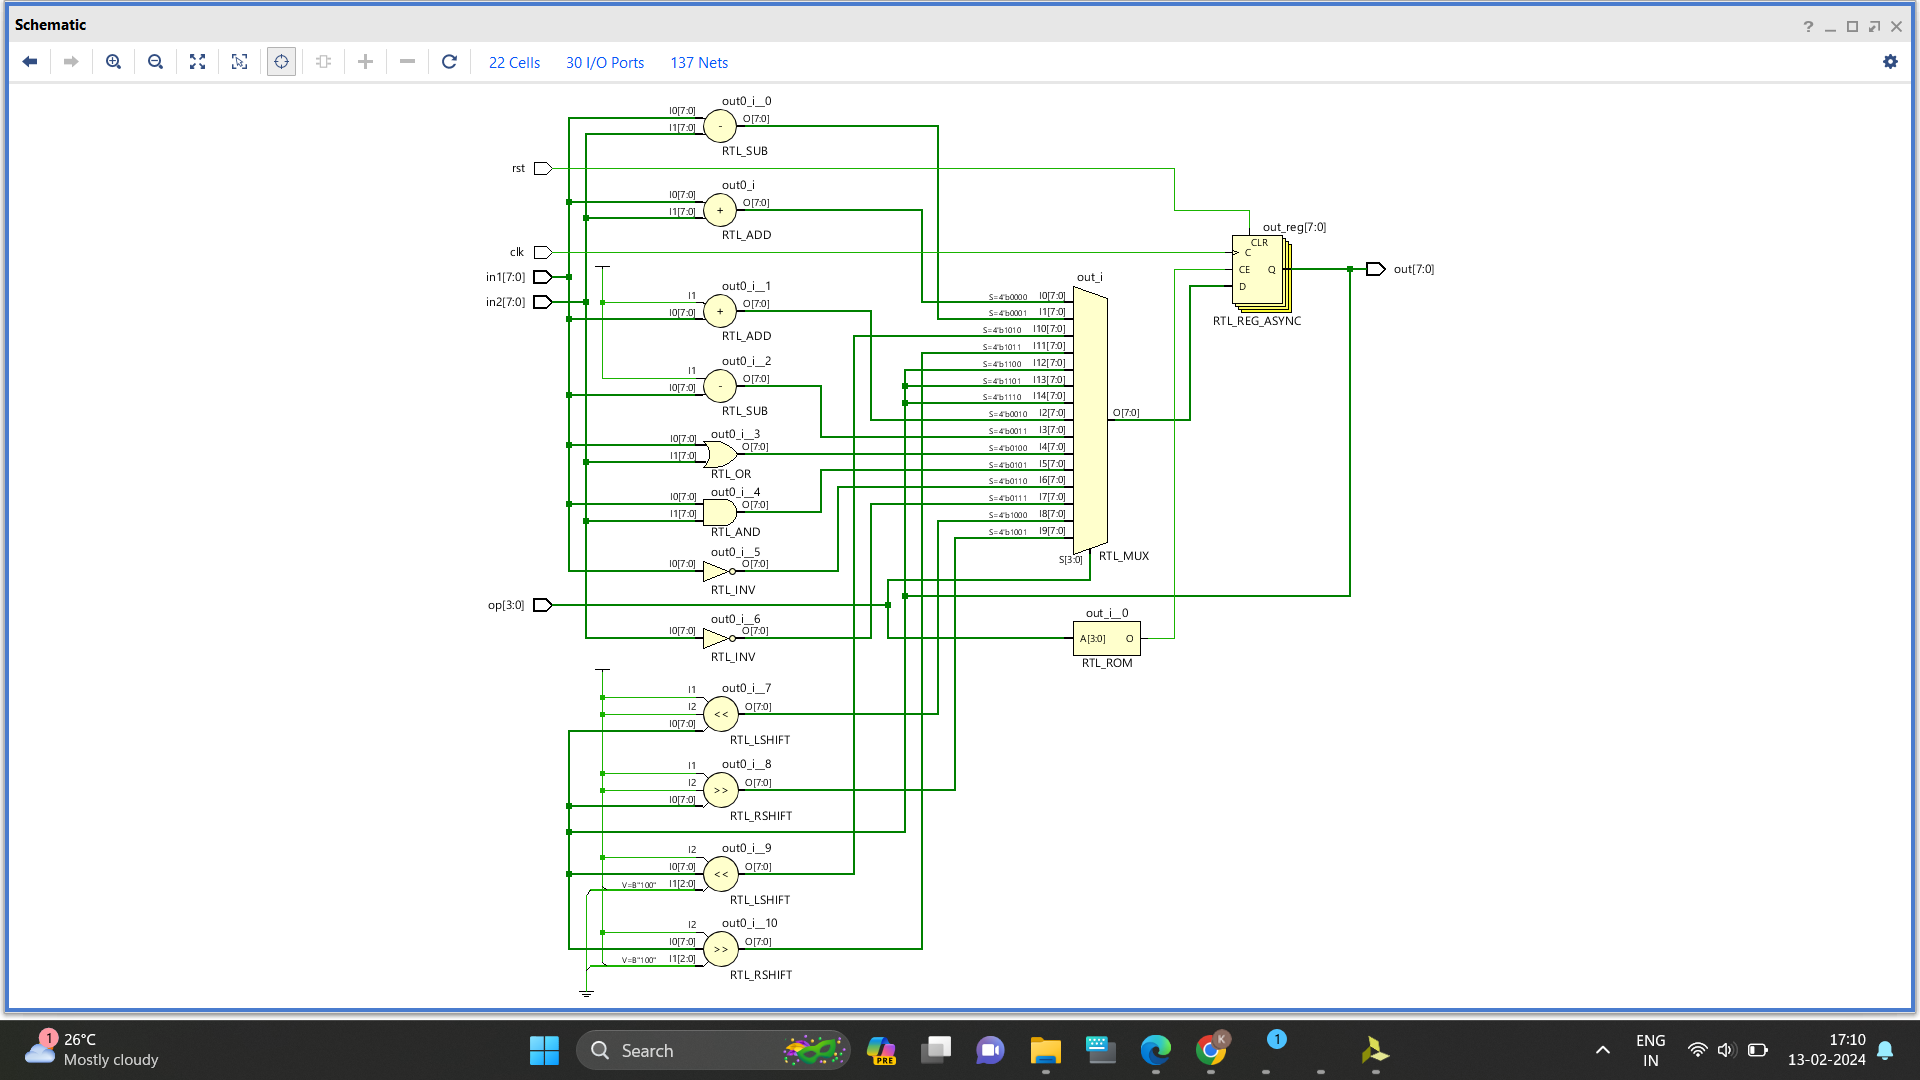 Schematic
22 Cells 30 I/O Ports 137 Nets
out0_i__0
I0[7:0]
I1[7:0]
-
O[7:0]
RTL_SUB
rst
out0_i
I0[7:0]
I1[7:0]
+
O[7:0]
RTL_ADD
clk
in1[7:0]
in2[7:0]
out0_i__1
I1
I0[7:0]
+
O[7:0]
RTL_ADD
out0_i__2
I1
I0[7:0]
-
O[7:0]
RTL_SUB
out0_i__3
I0[7:0]
I1[7:0]
O[7:0]
RTL_OR
out0_i__4
I0[7:0]
I1[7:0]
O[7:0]
RTL_AND
out0_i__5
I0[7:0]
O[7:0]
RTL_INV
op[3:0]
out0_i__6
I0[7:0]
O[7:0]
RTL_INV
out0_i__7
I1
I2
I0[7:0]
<<
O[7:0]
RTL_LSHIFT
out0_i__8
I1
I2
I0[7:0]
>>
O[7:0]
RTL_RSHIFT
out0_i__9
I2
I0[7:0]
V=B"100" I1[2:0]
<<
O[7:0]
RTL_LSHIFT
out0_i__10
I2
I0[7:0]
V=B"100" I1[2:0]
>>
O[7:0]
RTL_RSHIFT
out_i
S=4'b0000 I0[7:0]
S=4'b0001 I1[7:0]
S=4'b1010 I10[7:0]
S=4'b1011 I11[7:0]
S=4'b1100 I12[7:0]
S=4'b1101 I13[7:0]
S=4'b1110 I14[7:0]
S=4'b0010 I2[7:0]
S=4'b0011 I3[7:0]
S=4'b0100 I4[7:0]
S=4'b0101 I5[7:0]
S=4'b0110 I6[7:0]
S=4'b0111 I7[7:0]
S=4'b1000 I8[7:0]
S=4'b1001 I9[7:0]
O[7:0]
S[3:0]
RTL_MUX
out_i__0
A[3:0] O
RTL_ROM
out_reg[7:0]
CLR
C
CE Q
D
RTL_REG_ASYNC
out[7:0]
1
26°C
Mostly cloudy
Search
PRE
K
1
ENG
IN
17:10
13-02-2024